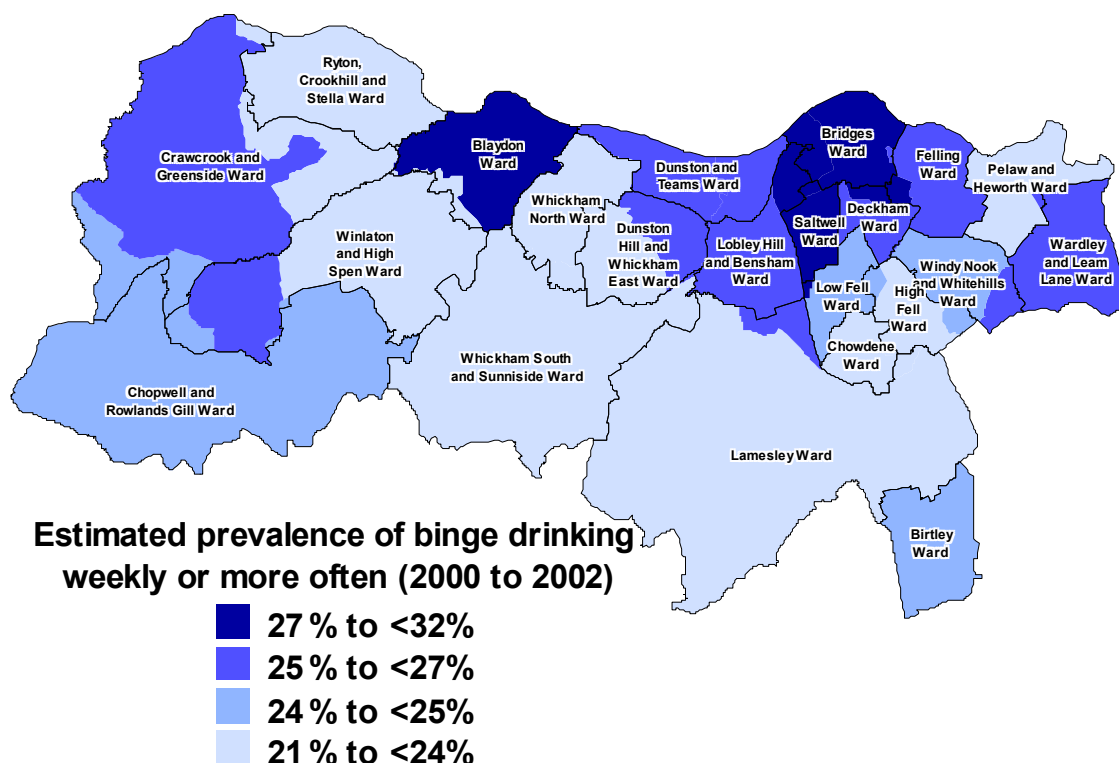 Ryton,
Crookhill and
Stella Ward
Blaydon
Ward
Bridges
Ward
Crawcrook and
Greenside Ward
Dunston and
Teams Ward
Felling
Ward
Pelaw and
Heworth Ward
Whickham
North Ward
Saltwell
Ward
Deckham
Ward
Winlaton
and High
Spen Ward
Dunston
Hill and
Whickham
East Ward
Lobley Hill
and Bensham
Ward
Wardley
and Leam
Lane Ward
Low Fell
Ward
High
Fell
Ward
Windy Nook
and Whitehills
Ward
Chowdene
Ward
Whickham South
and Sunniside Ward
Chopwell and
Rowlands Gill Ward
Lamesley Ward
Birtley
Ward
Estimated prevalence of binge drinking
weekly or more often (2000 to 2002)
27 % to <32%
25 % to <27%
24 % to <25%
21 % to <24%